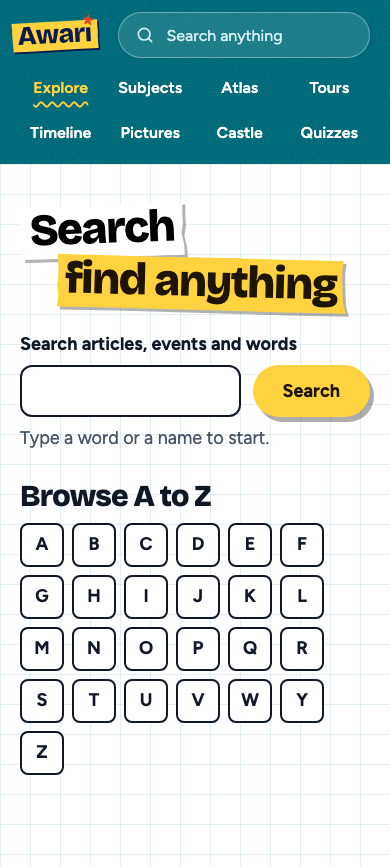 Awari
Search anything
Explore Subjects Atlas Tours
Timeline Pictures Castle Quizzes
Search
find anything
Search articles, events and words
Search
Type a word or a name to start.
Browse A to Z
A B C D E F
G H I J K L
M N O P Q R
S T U V W Y
Z